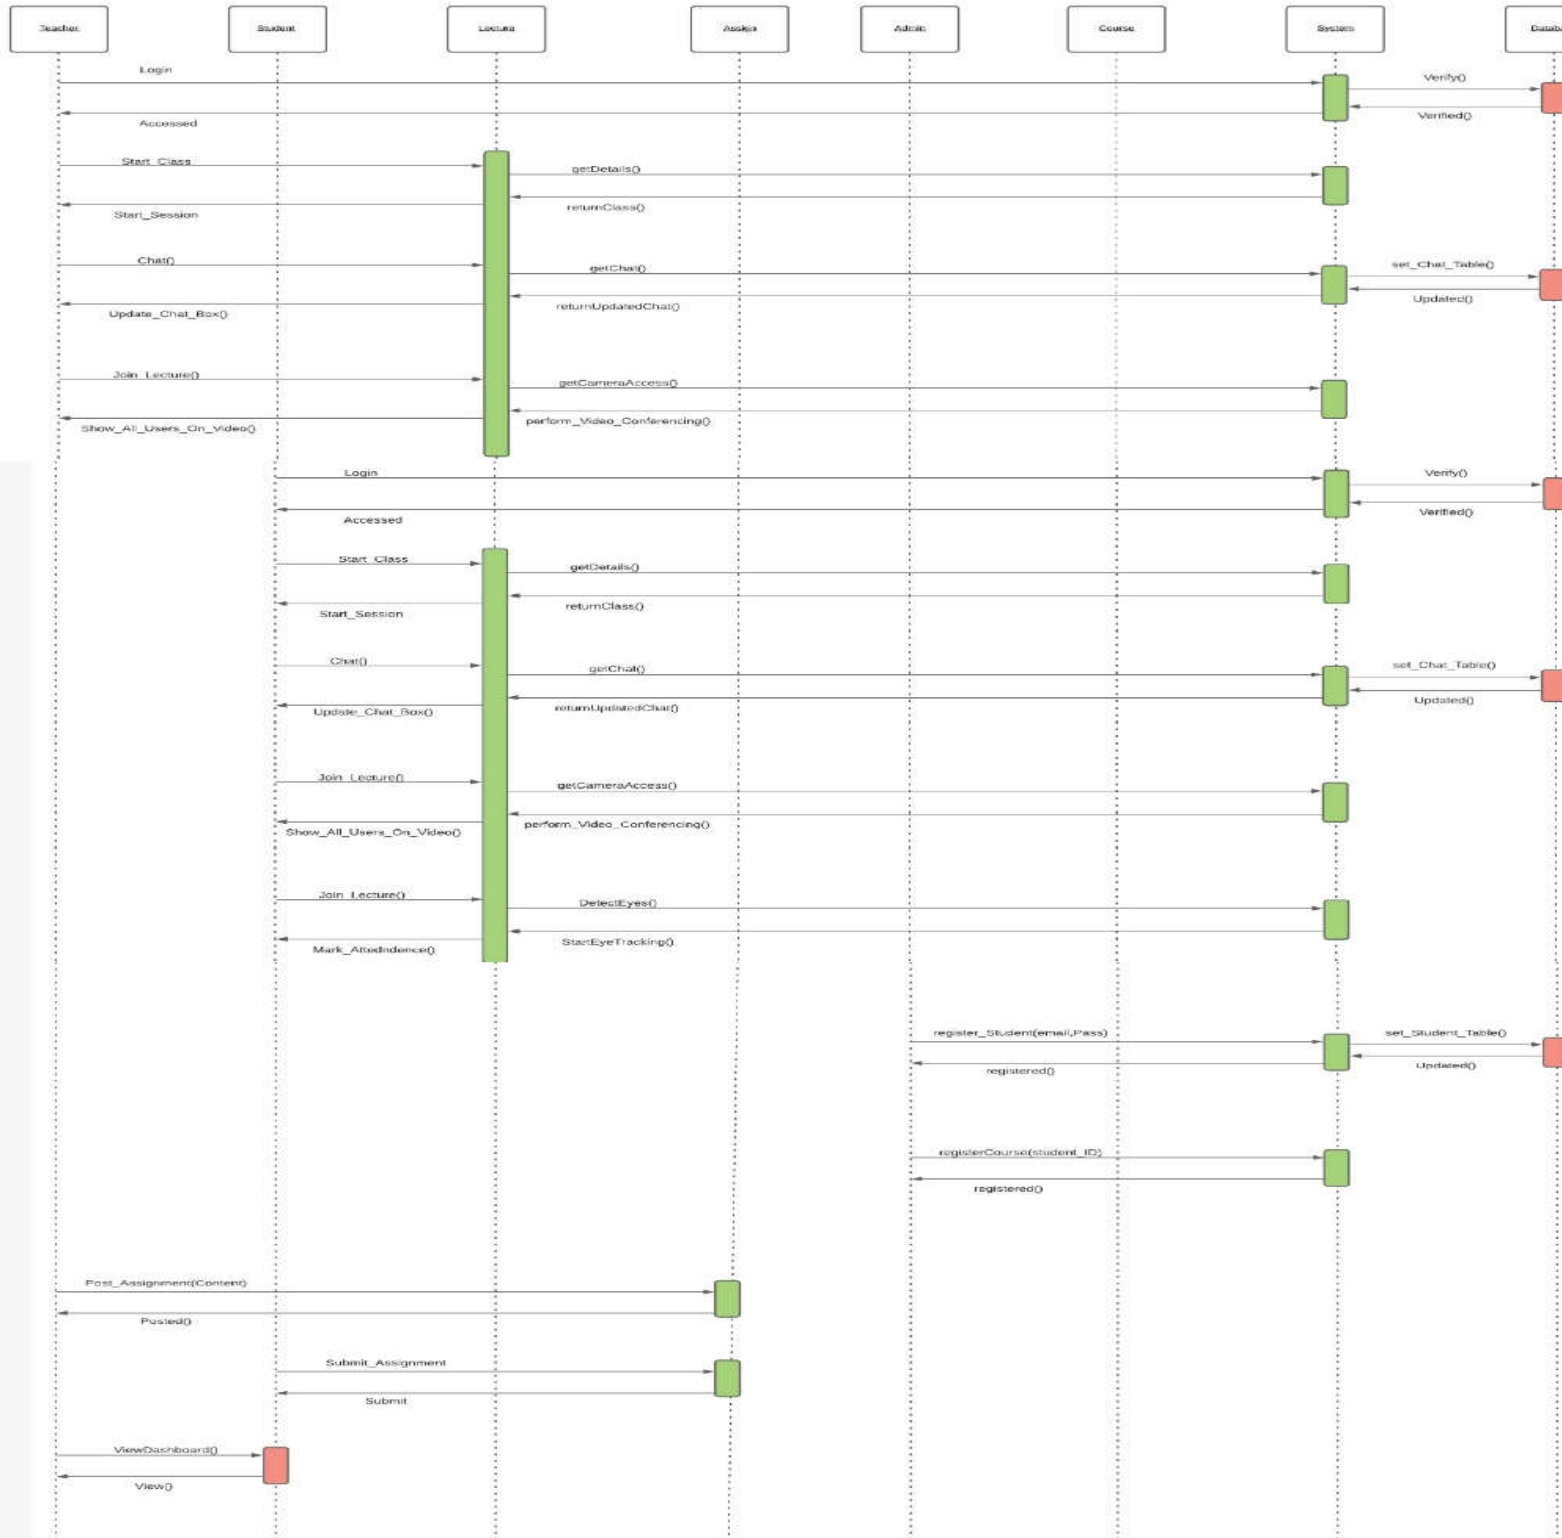 Teacher
Student
Lecture
Assign
Admin
Course
System
Databa
Login
Verify()
Accessed
Verified()
Start_Class
getDetails()
Start_Session
returnClass()
Chat()
getChat()
set_Chat_Table()
Update_Chat_Box()
returnUpdatedChat()
Updated()
Join_Lecture()
getCameraAccess()
Show_All_Users_On_Video()
perform_Video_Conferencing()
Login
Verify()
Accessed
Verified()
Start_Class
getDetails()
Start_Session
returnClass()
Chat()
getChat()
set_Chat_Table()
Update_Chat_Box()
returnUpdatedChat()
Updated()
Join_Lecture()
getCameraAccess()
Show_All_Users_On_Video()
perform_Video_Conferencing()
Join_Lecture()
DetectEyes()
Mark_Attedndence()
StartEyeTracking()
register_Student(email,Pass)
set_Student_Table()
registered()
Updated()
registerCourse(student_ID)
registered()
Post_Assignment(Content)
Posted()
Submit_Assignment
Submit
ViewDashboard()
View()